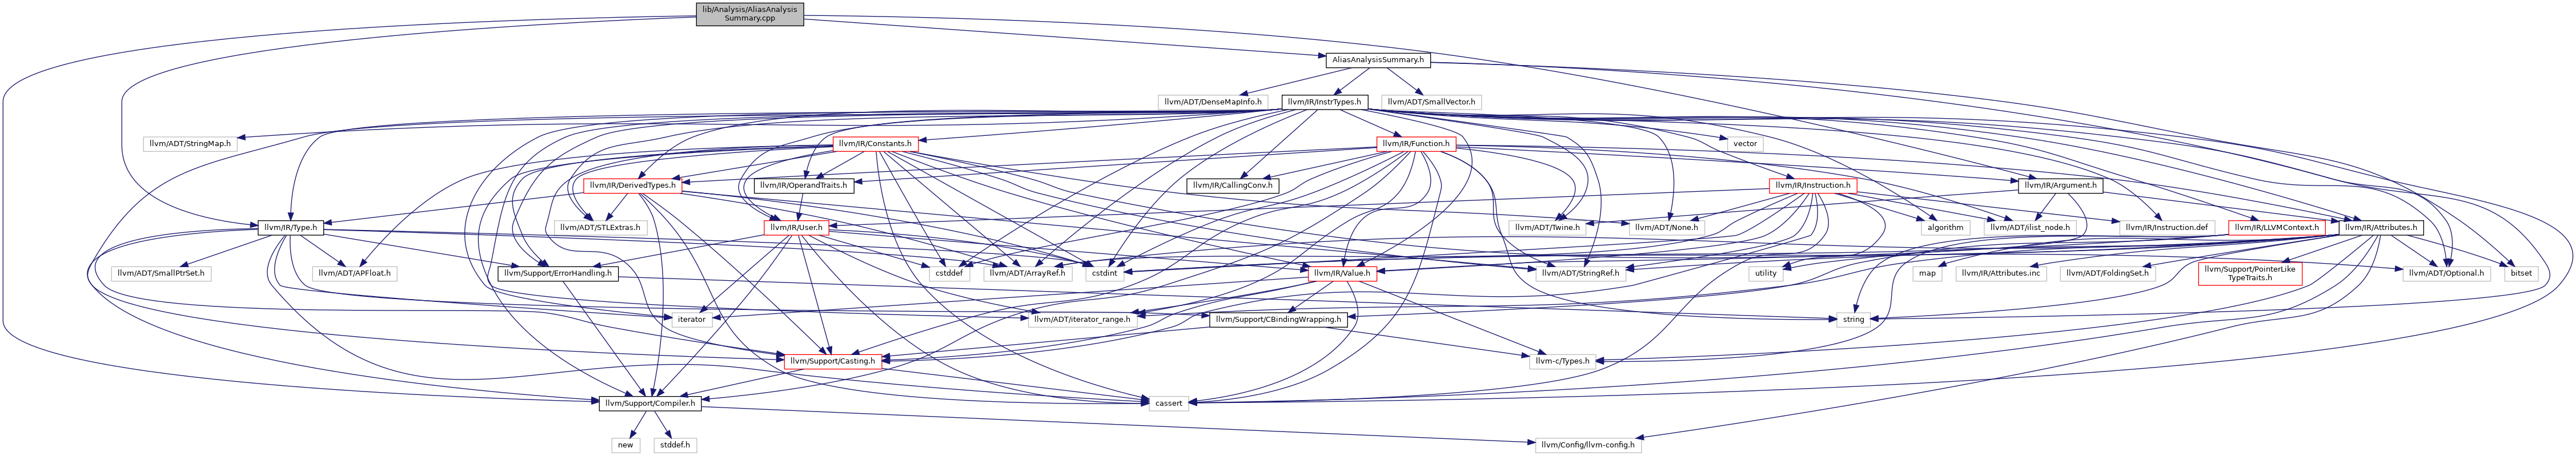 lib/Analysis/AliasAnalysis
Summary.cpp
AliasAnalysisSummary.h
llvm/ADT/DenseMapInfo.h
llvm/IR/InstrTypes.h
llvm/ADT/SmallVector.h
llvm/ADT/StringMap.h
llvm/IR/Constants.h
llvm/IR/Function.h
vector
llvm/IR/DerivedTypes.h
llvm/IR/OperandTraits.h
llvm/IR/CallingConv.h
llvm/IR/Instruction.h
llvm/IR/Argument.h
llvm/IR/Type.h
llvm/ADT/STLExtras.h
llvm/IR/User.h
llvm/ADT/Twine.h
llvm/ADT/None.h
algorithm
llvm/ADT/ilist_node.h
llvm/IR/Instruction.def
llvm/IR/LLVMContext.h
llvm/IR/Attributes.h
llvm/ADT/SmallPtrSet.h
llvm/ADT/APFloat.h
llvm/Support/ErrorHandling.h
cstddef
llvm/ADT/ArrayRef.h
cstdint
llvm/IR/Value.h
llvm/ADT/StringRef.h
utility
map
llvm/IR/Attributes.inc
llvm/ADT/FoldingSet.h
llvm/Support/PointerLike
TypeTraits.h
llvm/ADT/Optional.h
bitset
iterator
llvm/ADT/iterator_range.h
llvm/Support/CBindingWrapping.h
string
llvm/Support/Casting.h
llvm-c/Types.h
llvm/Support/Compiler.h
cassert
new
stddef.h
llvm/Config/llvm-config.h